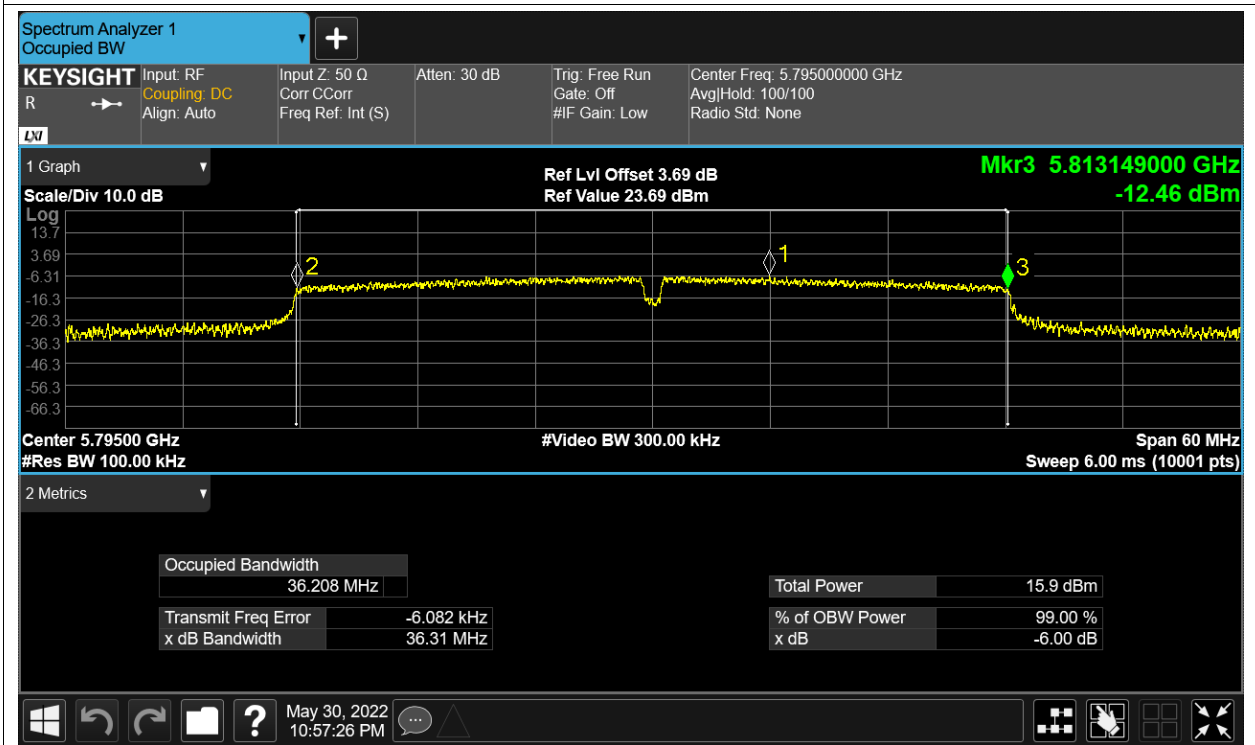 Spectrum Analyzer 1
Occupied BW
KEYSIGHT
R
LXI
Input: RF
Coupling: DC
Align: Auto
Input Z: 50 Ω
Corr CCorr
Freq Ref: Int (S)
Atten: 30 dB
Trig: Free Run
Gate: Off
#IF Gain: Low
Center Freq: 5.795000000 GHz
Avg|Hold: 100/100
Radio Std: None
1 Graph
Scale/Div 10.0 dB
Ref Lvl Offset 3.69 dB
Ref Value 23.69 dBm
Mkr3 5.813149000 GHz
-12.46 dBm
Log
13.7
3.69
-6.31
-16.3
-26.3
-36.3
-46.3
-56.3
-66.3
2
1
3
Center 5.79500 GHz
#Res BW 100.00 kHz
#Video BW 300.00 kHz
Span 60 MHz
Sweep 6.00 ms (10001 pts)
2 Metrics
Occupied Bandwidth
36.208 MHz
Transmit Freq Error -6.082 kHz
x dB Bandwidth 36.31 MHz
Total Power 15.9 dBm
% of OBW Power 99.00 %
x dB -6.00 dB
?
May 30, 2022
10:57:26 PM